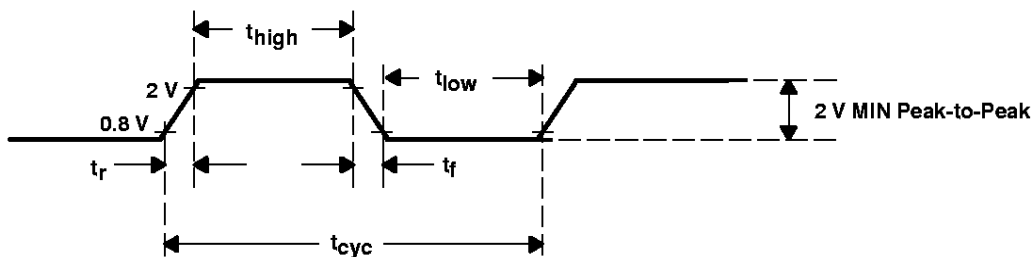 thigh
tlow
2 V
0.8 V
2 V MIN Peak-to-Peak
tr
tf
tcyc